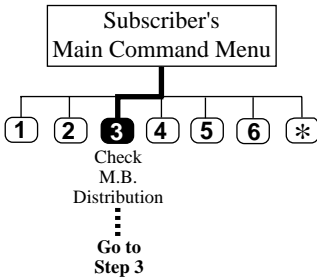 Subscriber's
Main Command Menu
1 2 3 4 5 6 *
Check
M.B.
Distribution
Go to
Step 3